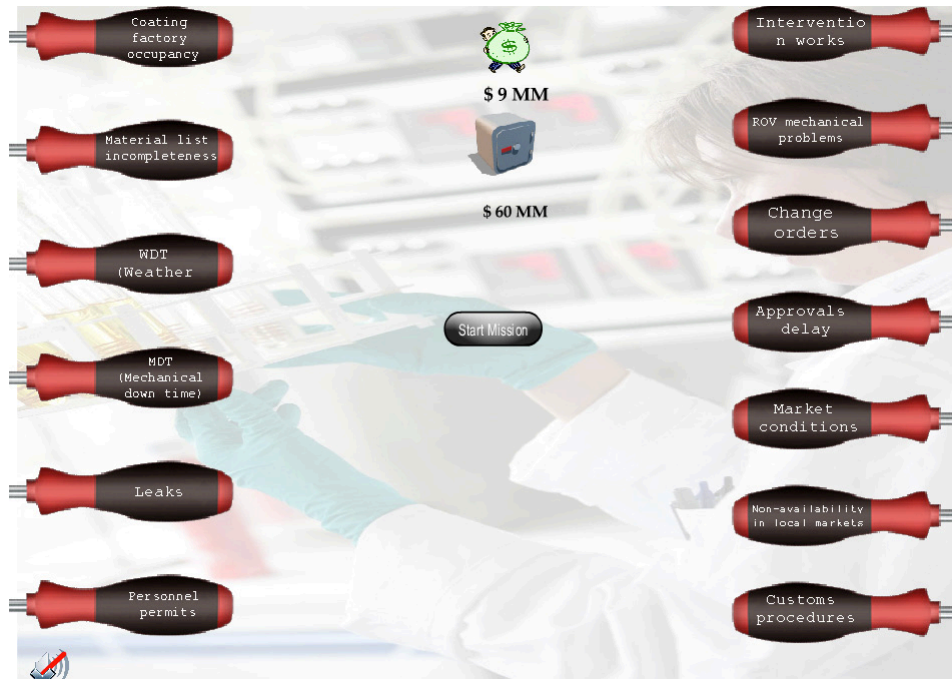 Coating
factory
occupancy
Material list
incompleteness
WDT
(Weather
MDT
(Mechanical
down time)
Leaks
Personnel
permits
$ 9 MM
$ 60 MM
Start Mission
Interventio
n works
ROV mechanical
problems
Change
orders
Approvals
delay
Market
conditions
Non-availability
in local markets
Customs
procedures